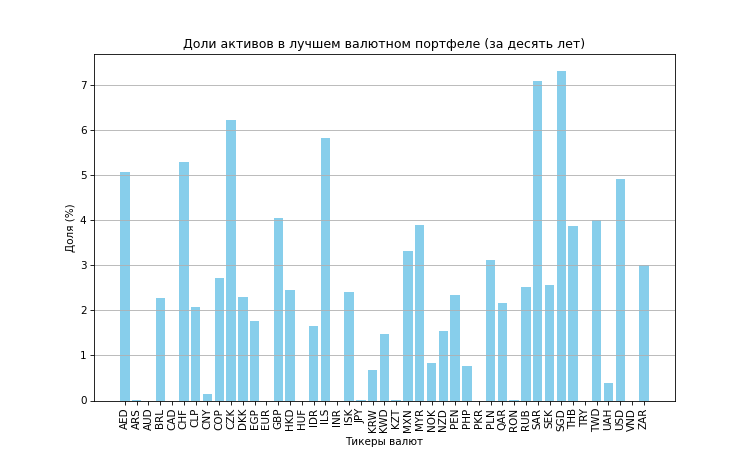 Доли активов в лучшем валютном портфеле (за десять лет)
Доля (%)
7
6
5
4
3
2
1
0
AED ARS AUD BRL CAD CHF CLP CNY COP CZK DKK EGP EUR GBP HKD HUF IDR ILS INR ISK JPY KRW KWD KZT MXN MYR NOK NZD PEN PHP PKR PLN QAR RON RUB SAR SEK SGD THB TRY TWD UAH USD VND ZAR
Тикеры валют